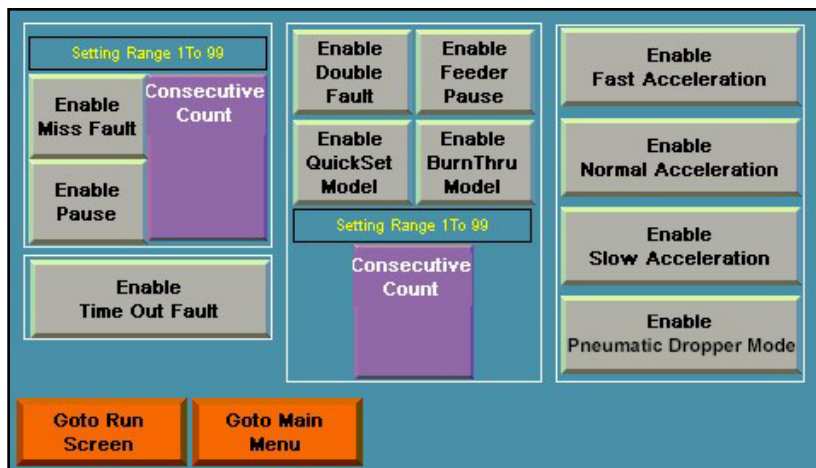 Setting Range 1To 99
Enable
Miss Fault
Consecutive
Count
Enable
Pause
Enable
Time Out Fault
Enable
Double
Fault
Enable
Feeder
Pause
Enable
QuickSet
Model
Enable
BurnThru
Model
Setting Range 1To 99
Consecutive
Count
Enable
Fast Acceleration
Enable
Normal Acceleration
Enable
Slow Acceleration
Enable
Pneumatic Dropper Mode
Goto Run
Screen
Goto Main
Menu